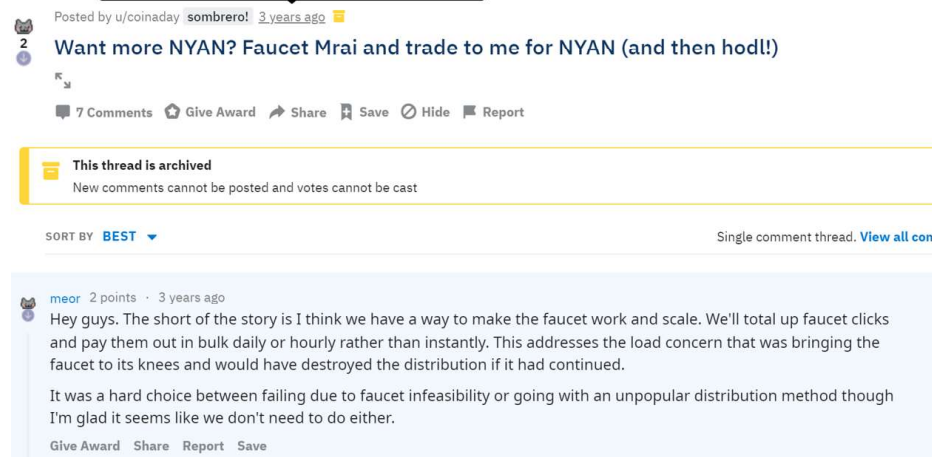 Posted by u/coinaday sombrero! 3 years ago
2
Want more NYAN? Faucet Mrai and trade to me for NYAN (and then hodl!)
7 Comments Give Award Share Save Hide Report
This thread is archived
New comments cannot be posted and votes cannot be cast
SORT BY BEST
Single comment thread. View all con
meor 2 points · 3 years ago
Hey guys. The short of the story is I think we have a way to make the faucet work and scale. We'll total up faucet clicks
and pay them out in bulk daily or hourly rather than instantly. This addresses the load concern that was bringing the
faucet to its knees and would have destroyed the distribution if it had continued.
It was a hard choice between failing due to faucet infeasibility or going with an unpopular distribution method though
I'm glad it seems like we don't need to do either.
Give Award Share Report Save